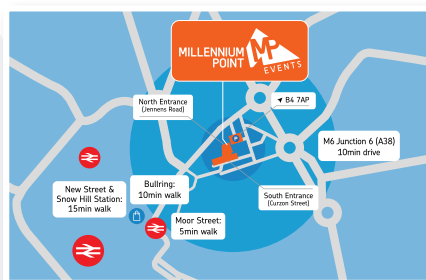 MILLENNIUM
POINT
MP
EVENTS
North Entrance
(Jennens Road)
B4 7AP
P
M6 Junction 6 (A38)
10min drive
New Street &
Snow Hill Station:
15min walk
Bullring:
10min walk
South Entrance
(Curzon Street)
Moor Street:
5min walk